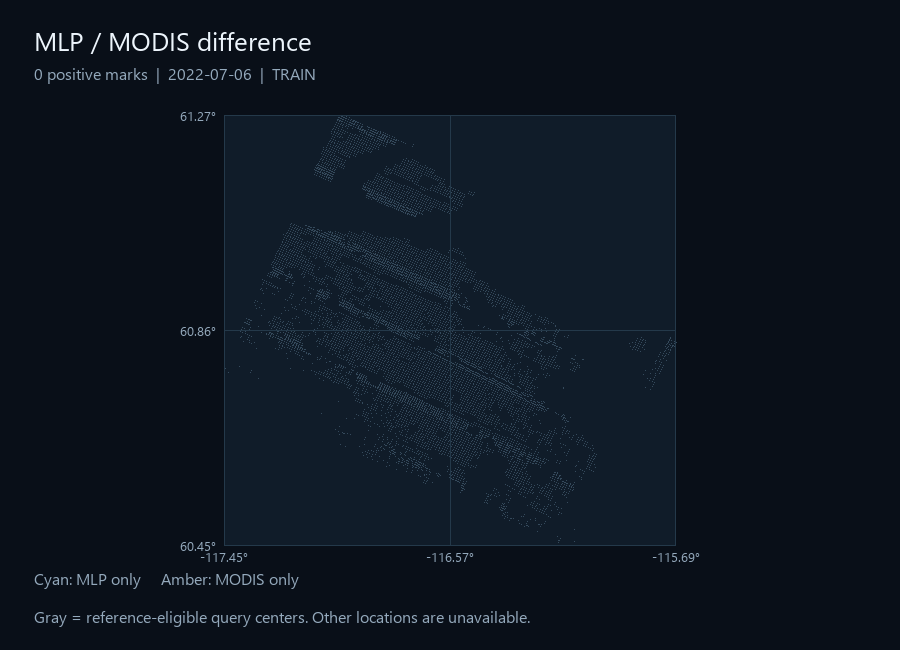 MLP / MODIS difference
0 positive marks | 2022-07-06 | TRAIN
61.27°
60.86°
60.45°
-117.45° -116.57° -115.69°
Cyan: MLP only Amber: MODIS only
Gray = reference-eligible query centers. Other locations are unavailable.